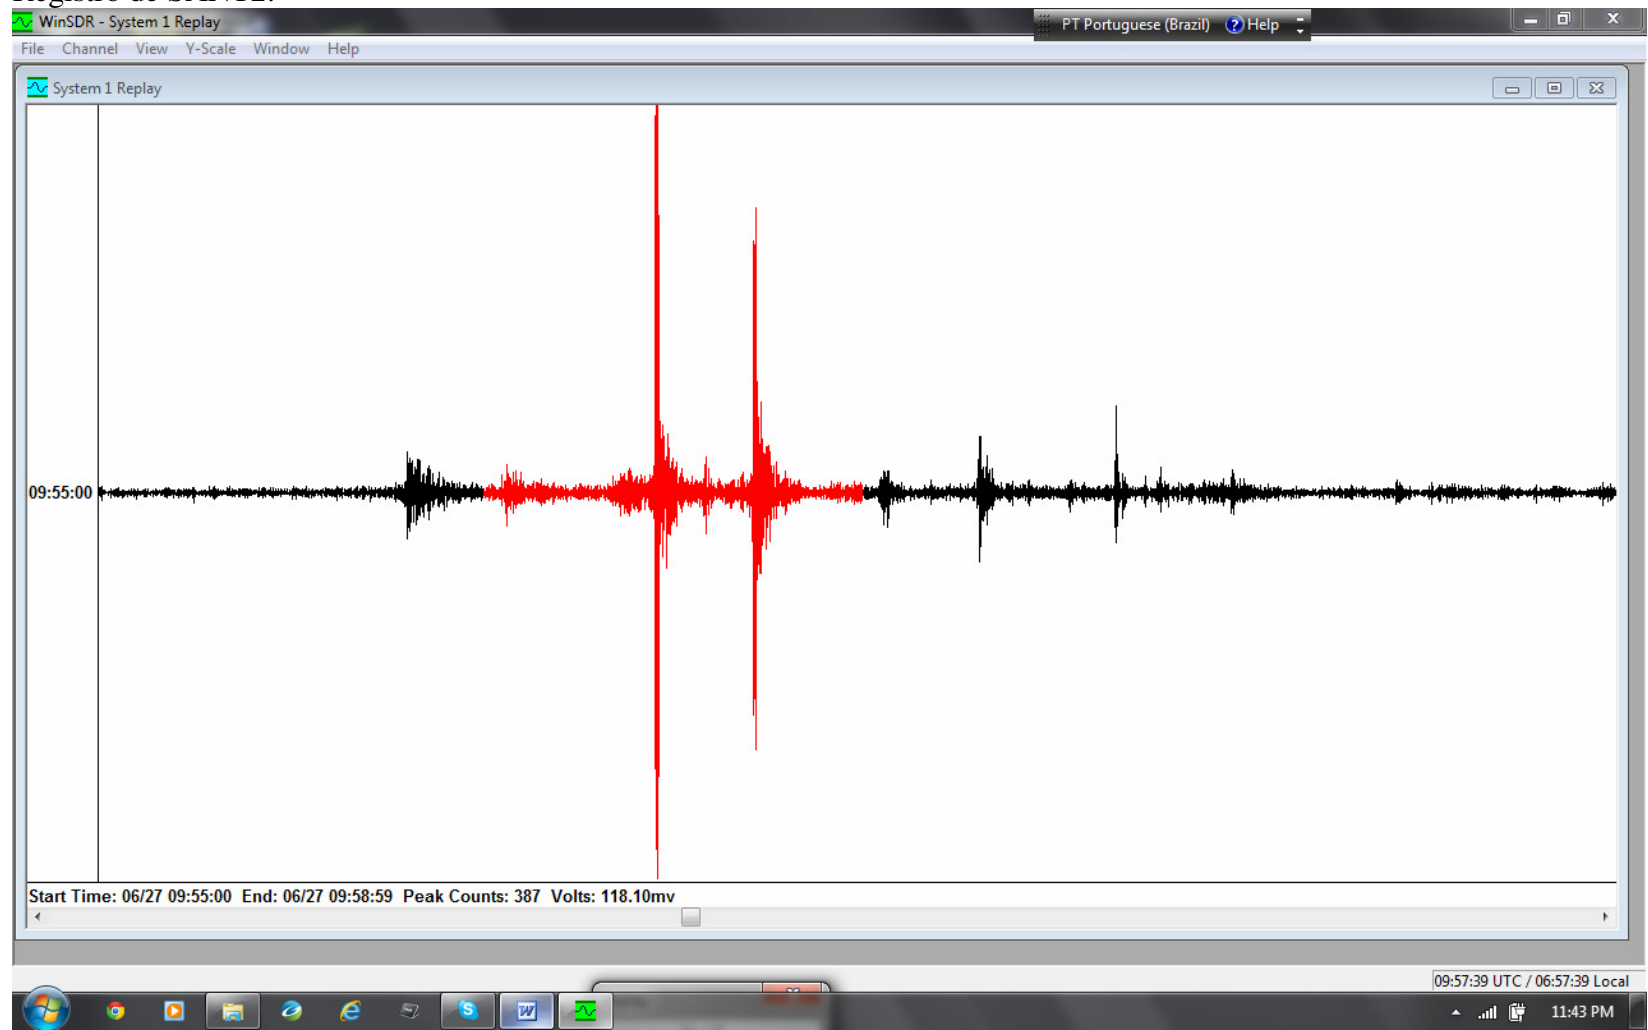 WinSDR - System 1 Replay
PT Portuguese (Brazil) Help
File Channel View Y-Scale Window Help
System 1 Replay
09:55:00
Start Time: 06/27 09:55:00 End: 06/27 09:58:59 Peak Counts: 387 Volts: 118.10mv
09:57:39 UTC / 06:57:39 Local
11:43 PM